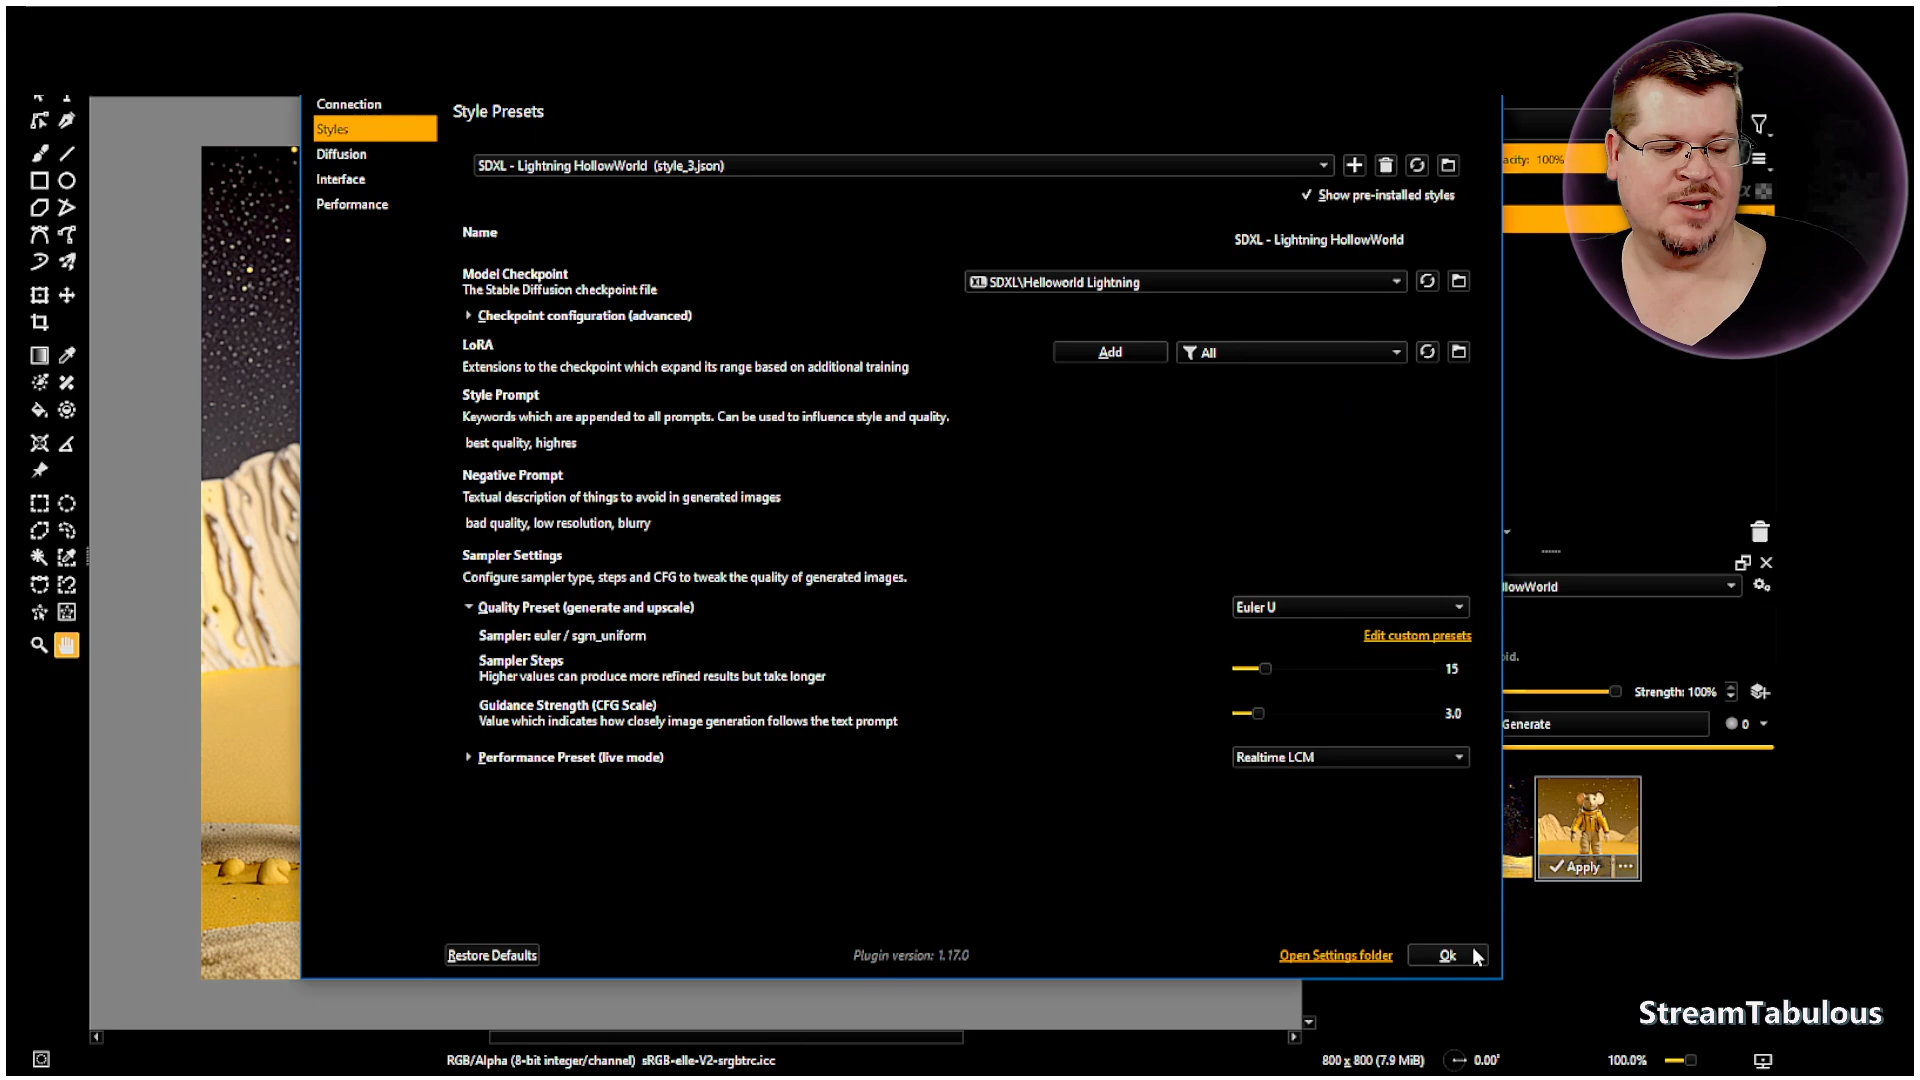 Connection
Styles
Diffusion
Interface
Performance
Style Presets
SDXL - Lightning HollowWorld (style_3.json)
Show pre-installed styles
Name
SDXL - Lightning HollowWorld
Model Checkpoint
The Stable Diffusion checkpoint file
XL SDXL\Helloworld Lightning
Checkpoint configuration (advanced)
LoRA
Extensions to the checkpoint which expand its range based on additional training
Add
All
Style Prompt
Keywords which are appended to all prompts. Can be used to influence style and quality.
best quality, highres
Negative Prompt
Textual description of things to avoid in generated images
bad quality, low resolution, blurry
Sampler Settings
Configure sampler type, steps and CFG to tweak the quality of generated images.
Quality Preset (generate and upscale)
Euler U
Sampler: euler / sgm_uniform
Edit custom presets
Sampler Steps
Higher values can produce more refined results but take longer
15
Guidance Strength (CFG Scale)
Value which indicates how closely image generation follows the text prompt
3.0
Performance Preset (live mode)
Realtime LCM
Restore Defaults
Plugin version: 1.17.0
Open Settings folder
Ok
acity: 100%
llowWorld
oid.
Strength: 100%
Generate
0
Apply
StreamTabulous
RGB/Alpha (8-bit integer/channel) sRGB-elle-V2-srgbtrc.icc
800 x 800 (7.9 MiB)
0.00°
100.0%